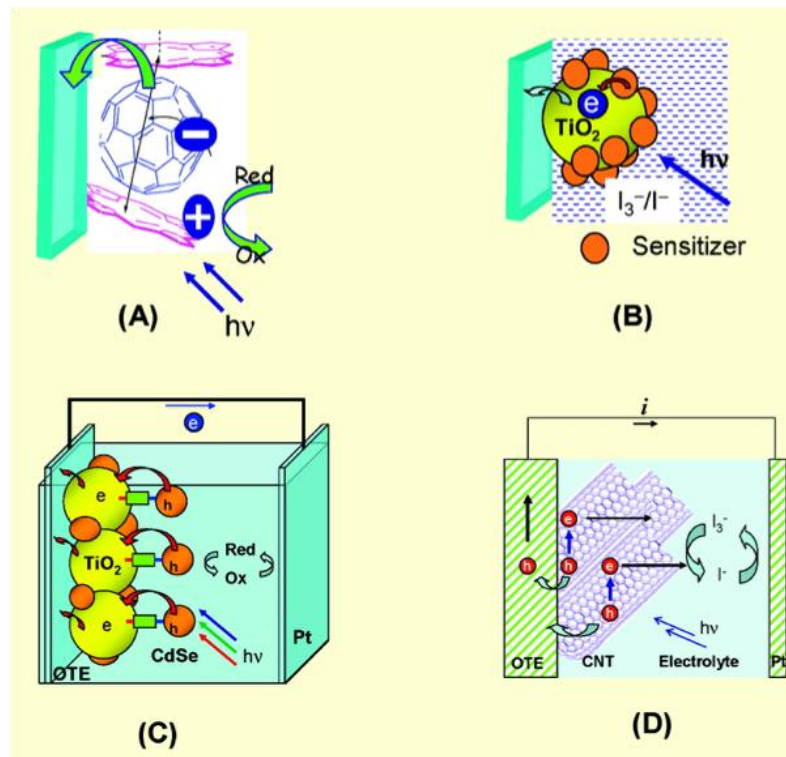 −
+
Red
Ox
hν
(A)
e
TiO₂
hν
I₃⁻/I⁻
Sensitizer
(B)
e
e
h
TiO₂
h
Red
Ox
e
h
hν
CdSe
OTE
Pt
(C)
i
e
I₃⁻
h
h
e
I⁻
h
hν
OTE
CNT
Electrolyte
Pt
(D)